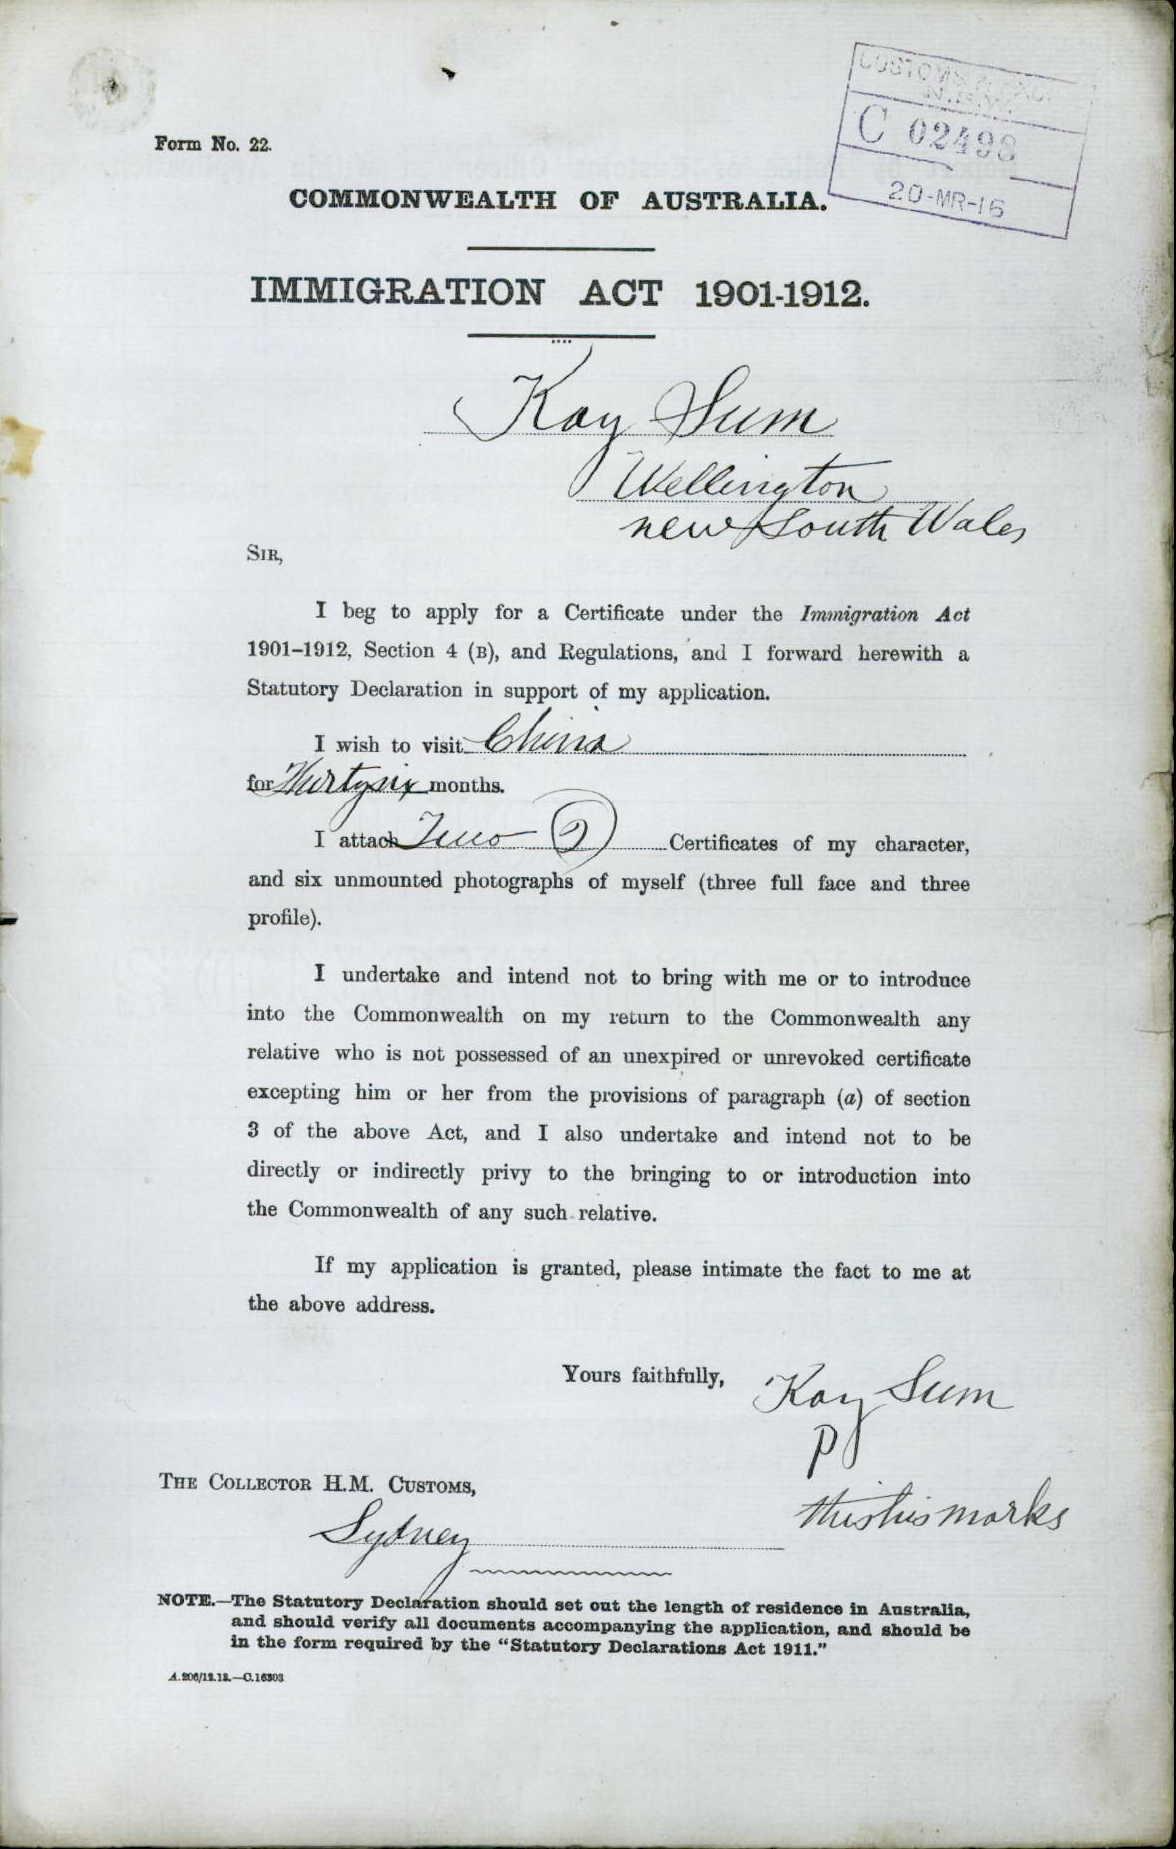 CUSTOMS & EXC.
N.S.W.
C 02498
20-MR-16
Form No. 22.
COMMONWEALTH OF AUSTRALIA.
IMMIGRATION ACT 1901-1912.
Kay Sum
Wellington
new South Wales
SIR,
I beg to apply for a Certificate under the Immigration Act
1901–1912, Section 4 (B), and Regulations, and I forward herewith a
Statutory Declaration in support of my application.
I wish to visit China
for Thirtysix months.
I attach Two (2) Certificates of my character,
and six unmounted photographs of myself (three full face and three
profile).
I undertake and intend not to bring with me or to introduce
into the Commonwealth on my return to the Commonwealth any
relative who is not possessed of an unexpired or unrevoked certificate
excepting him or her from the provisions of paragraph (a) of section
3 of the above Act, and I also undertake and intend not to be
directly or indirectly privy to the bringing to or introduction into
the Commonwealth of any such relative.
If my application is granted, please intimate the fact to me at
the above address.
Yours faithfully, Kay Sum
P
this his marks
THE COLLECTOR H.M. CUSTOMS,
Sydney
NOTE.—The Statutory Declaration should set out the length of residence in Australia,
and should verify all documents accompanying the application, and should be
in the form required by the “Statutory Declarations Act 1911.”
A.206/12.12.—C.16303